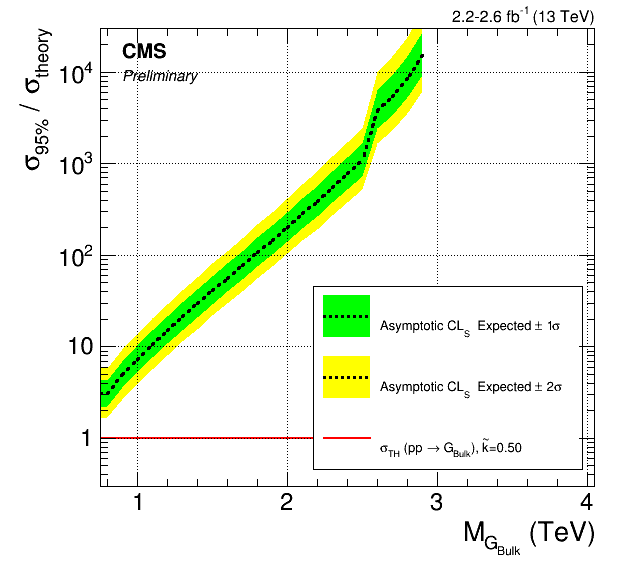 2.2-2.6 fb⁻¹ (13 TeV)
CMS
Preliminary
σ95% / σtheory
10⁴
10³
10²
10
1
Asymptotic CLS Expected ± 1σ
Asymptotic CLS Expected ± 2σ
σTH (pp → GBulk), k̃=0.50
1 2 3 4
MGBulk (TeV)